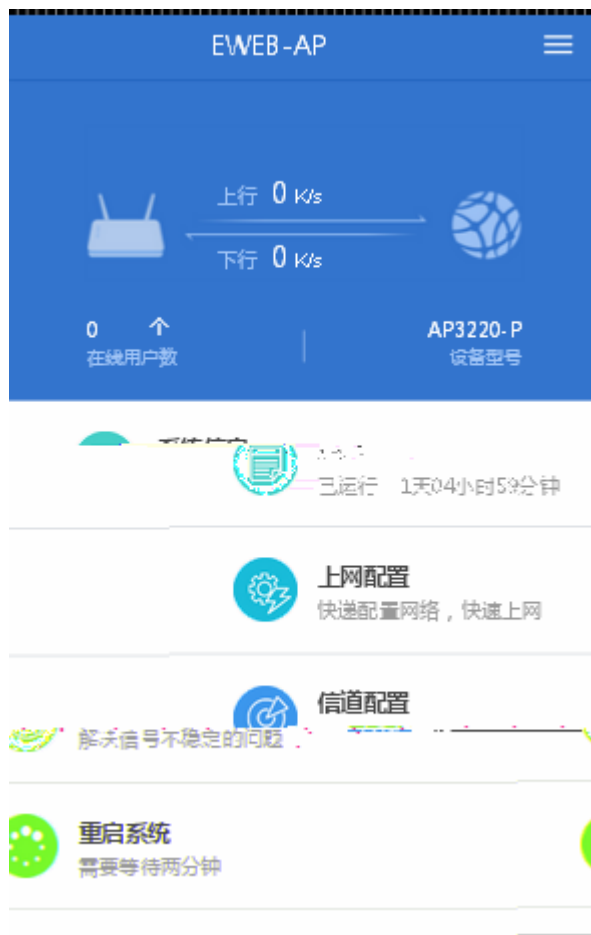 EWEB-AP
上行 0 K/s
下行 0 K/s
0 个
在线用户数
AP3220-P
设备型号
已运行 1天04小时59分钟
上网配置
快递配置网络，快速上网
信道配置
解决信号不稳定的问题
重启系统
需要等待两分钟